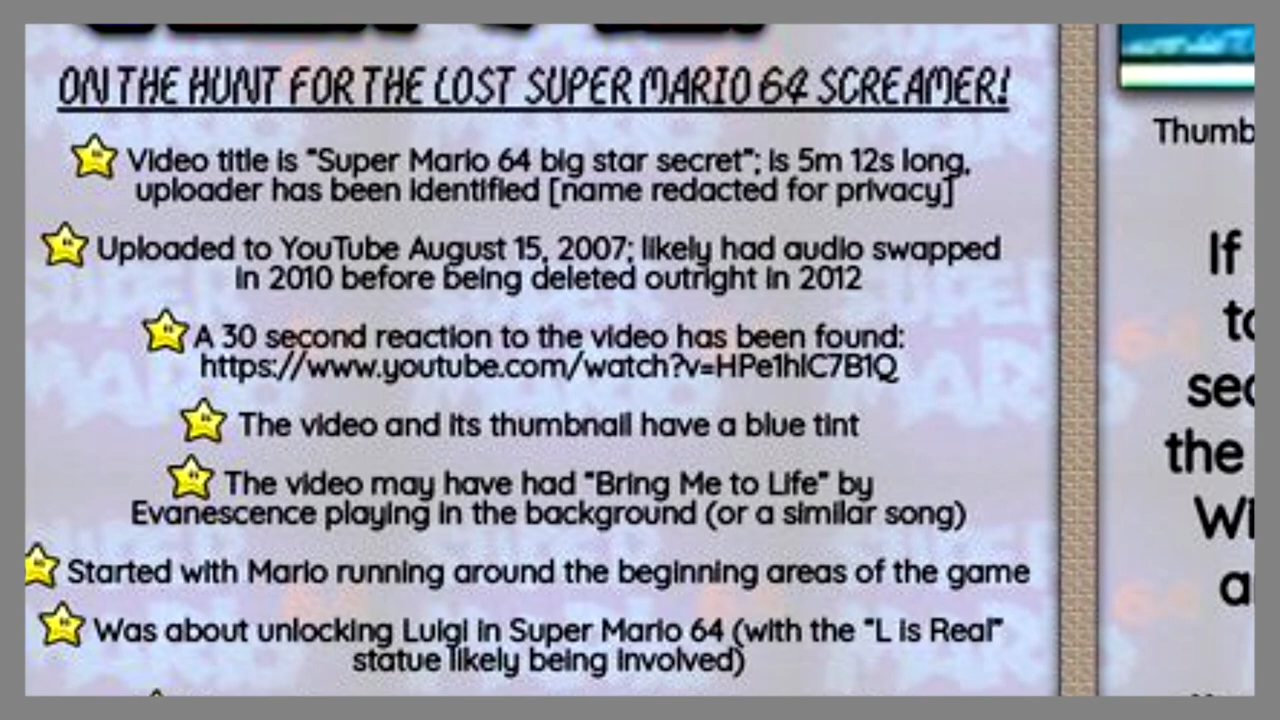 ON THE HUNT FOR THE LOST SUPER MARIO 64 SCREAMER!
Video title is "Super Mario 64 big star secret"; is 5m 12s long,
uploader has been identified [name redacted for privacy]
Uploaded to YouTube August 15, 2007; likely had audio swapped
in 2010 before being deleted outright in 2012
A 30 second reaction to the video has been found:
https://www.youtube.com/watch?v=HPe1hlC7B1Q
The video and its thumbnail have a blue tint
The video may have had "Bring Me to Life" by
Evanescence playing in the background (or a similar song)
Started with Mario running around the beginning areas of the game
Was about unlocking Luigi in Super Mario 64 (with the "L is Real"
statue likely being involved)
Thumb
If
to
sec
the
Wi
a